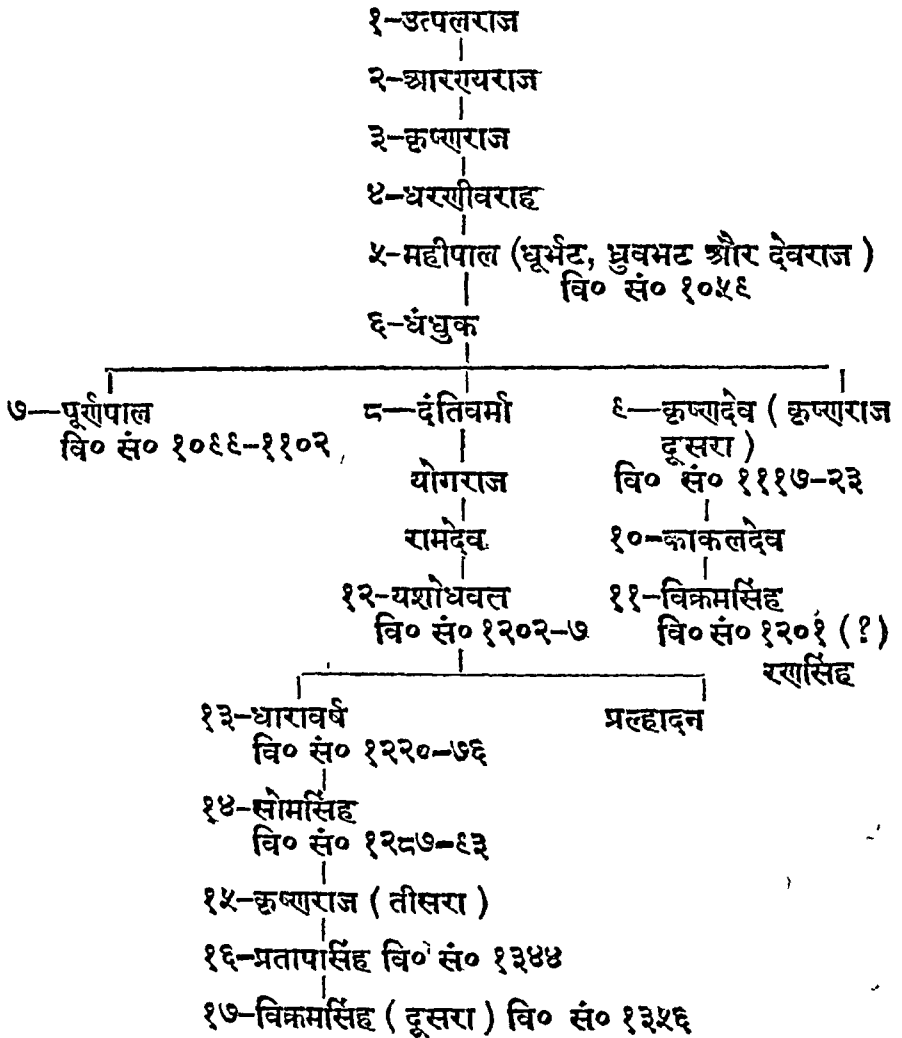 १-उत्पलराज
२-आरण्यराज
३-कृष्णराज
४-धरणीवराह
५-महीपाल (धूर्भट, ध्रुवभट और देवराज )
वि० सं० १०५९
६-धंधुक
७—पूर्णपाल ८—दंतिवर्मा ९—कृष्णदेव ( कृष्णराज
वि० सं० १०९९-११०२ दूसरा )
योगराज वि० सं० १११७-२३
रामदेव १०-काकलदेव
१२-यशोधवल ११-विक्रमसिंह
वि० सं० १२०२-७ वि० सं० १२०१ (?)
रणसिंह
१३-धारावर्ष प्रल्हादन
वि० सं० १२२०-७६
१४-सोमसिंह
वि० सं० १२८७-९३
१५-कृष्णराज ( तीसरा )
१६-प्रतापसिंह वि० सं० १३४४
१७-विक्रमसिंह ( दूसरा ) वि० सं० १३५६